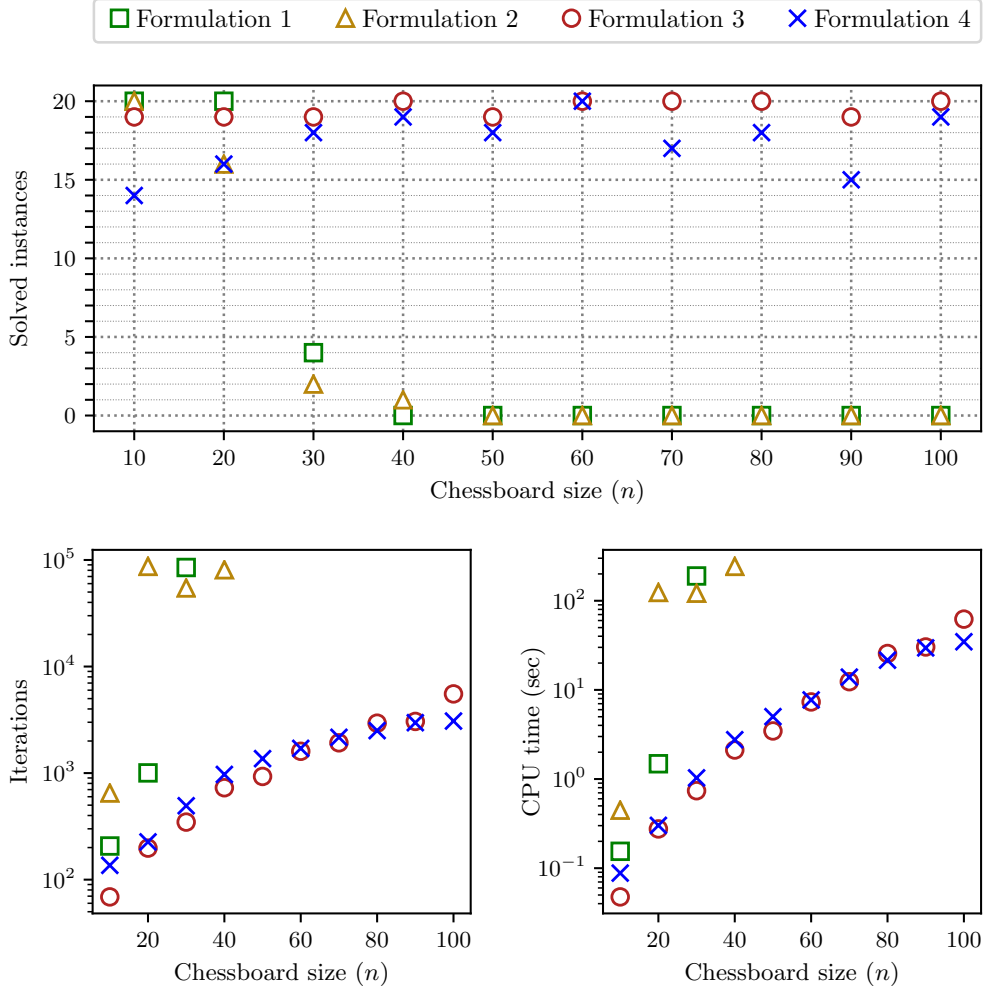 Formulation 1 Formulation 2 Formulation 3 Formulation 4
Solved instances
20
15
10
5
0
10 20 30 40 50 60 70 80 90 100
Chessboard size (n)
Iterations
10^5
10^4
10^3
10^2
20 40 60 80 100
Chessboard size (n)
CPU time (sec)
10^2
10^1
10^0
10^−1
20 40 60 80 100
Chessboard size (n)